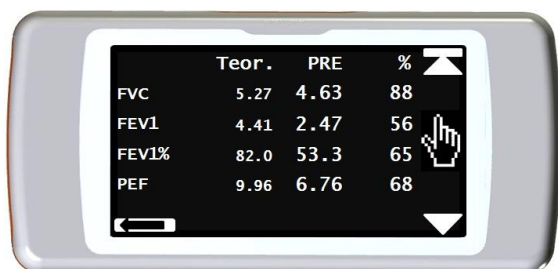 Teor. PRE %
FVC 5.27 4.63 88
FEV1 4.41 2.47 56
FEV1% 82.0 53.3 65
PEF 9.96 6.76 68